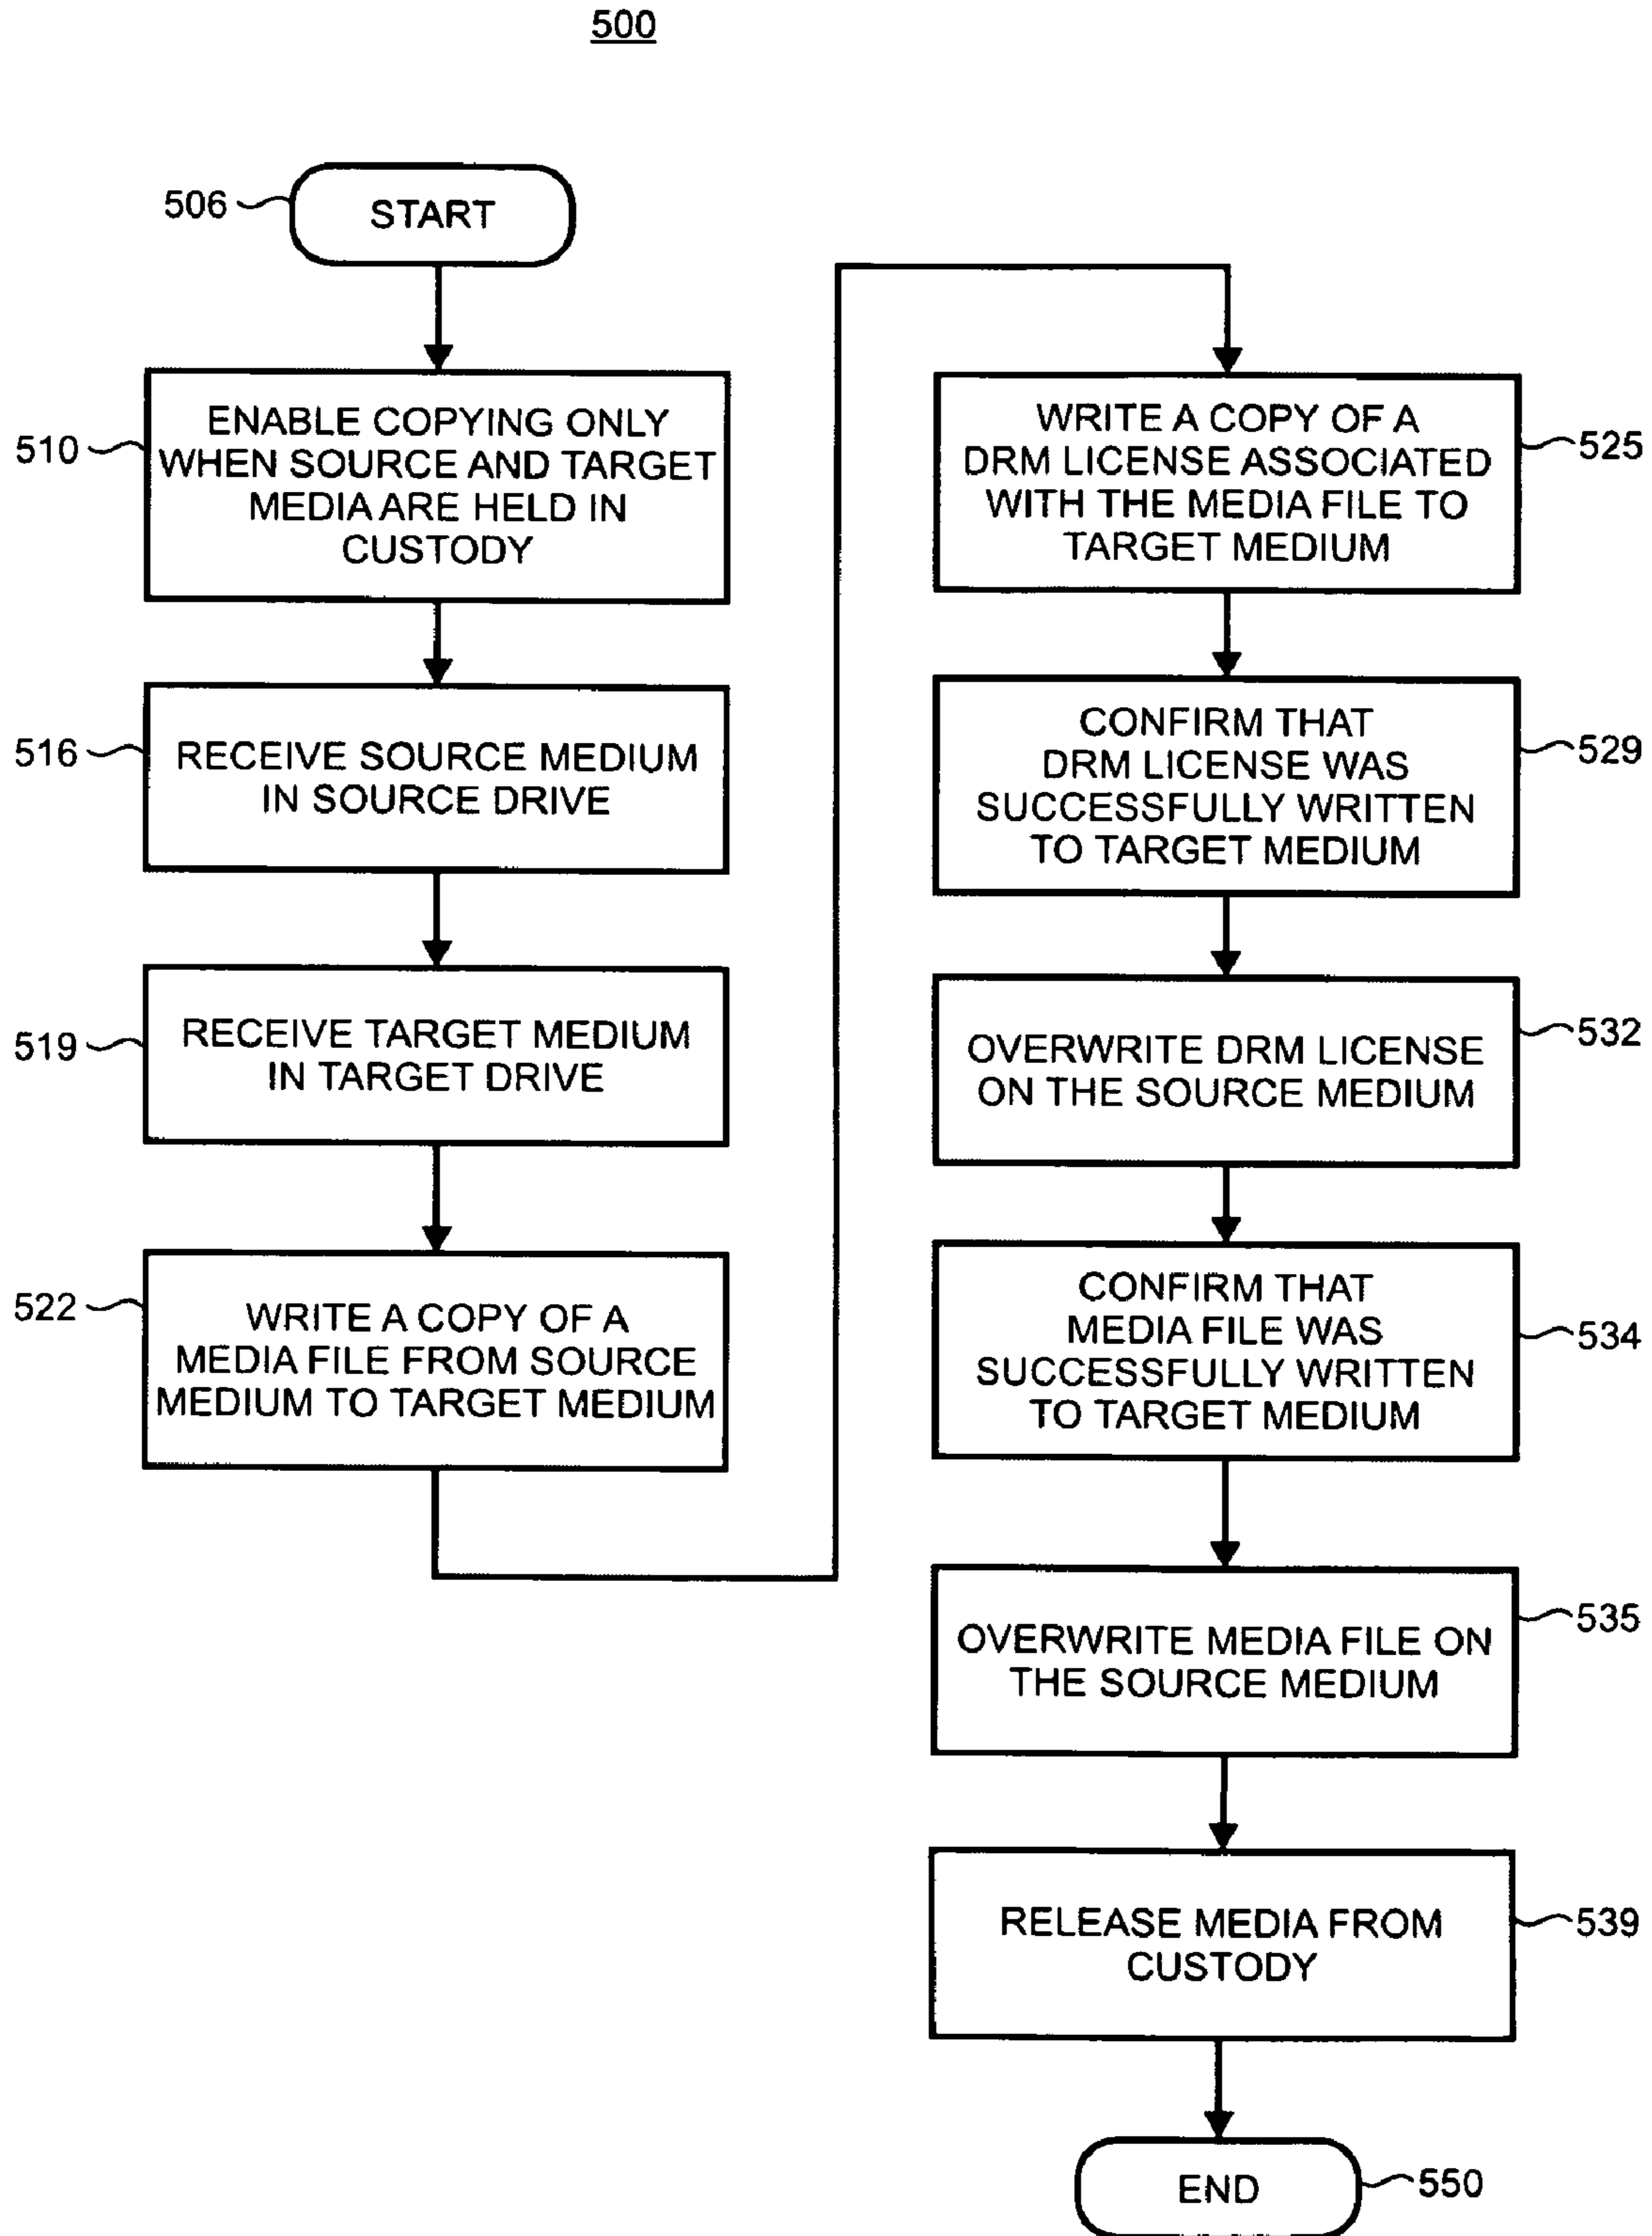 500
506
START
510
ENABLE COPYING ONLY
WHEN SOURCE AND TARGET
MEDIA ARE HELD IN
CUSTODY
516
RECEIVE SOURCE MEDIUM
IN SOURCE DRIVE
519
RECEIVE TARGET MEDIUM
IN TARGET DRIVE
522
WRITE A COPY OF A
MEDIA FILE FROM SOURCE
MEDIUM TO TARGET MEDIUM
WRITE A COPY OF A
DRM LICENSE ASSOCIATED
WITH THE MEDIA FILE TO
TARGET MEDIUM
525
CONFIRM THAT
DRM LICENSE WAS
SUCCESSFULLY WRITTEN
TO TARGET MEDIUM
529
OVERWRITE DRM LICENSE
ON THE SOURCE MEDIUM
532
CONFIRM THAT
MEDIA FILE WAS
SUCCESSFULLY WRITTEN
TO TARGET MEDIUM
534
OVERWRITE MEDIA FILE ON
THE SOURCE MEDIUM
535
RELEASE MEDIA FROM
CUSTODY
539
END
550